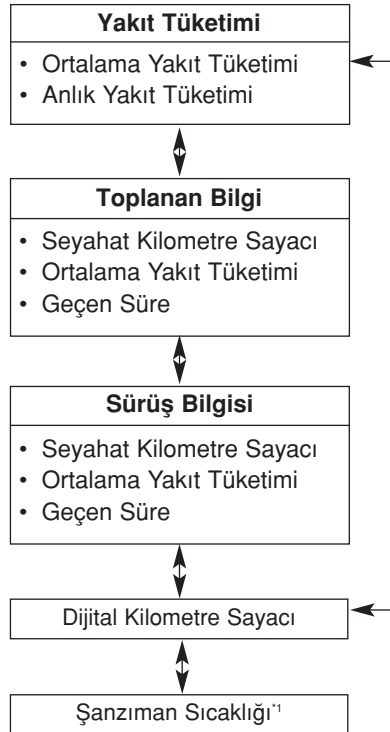 Yakıt Tüketimi
• Ortalama Yakıt Tüketimi
• Anlık Yakıt Tüketimi
Toplanan Bilgi
• Seyahat Kilometre Sayacı
• Ortalama Yakıt Tüketimi
• Geçen Süre
Sürüş Bilgisi
• Seyahat Kilometre Sayacı
• Ortalama Yakıt Tüketimi
• Geçen Süre
Dijital Kilometre Sayacı
Şanzıman Sıcaklığı*1